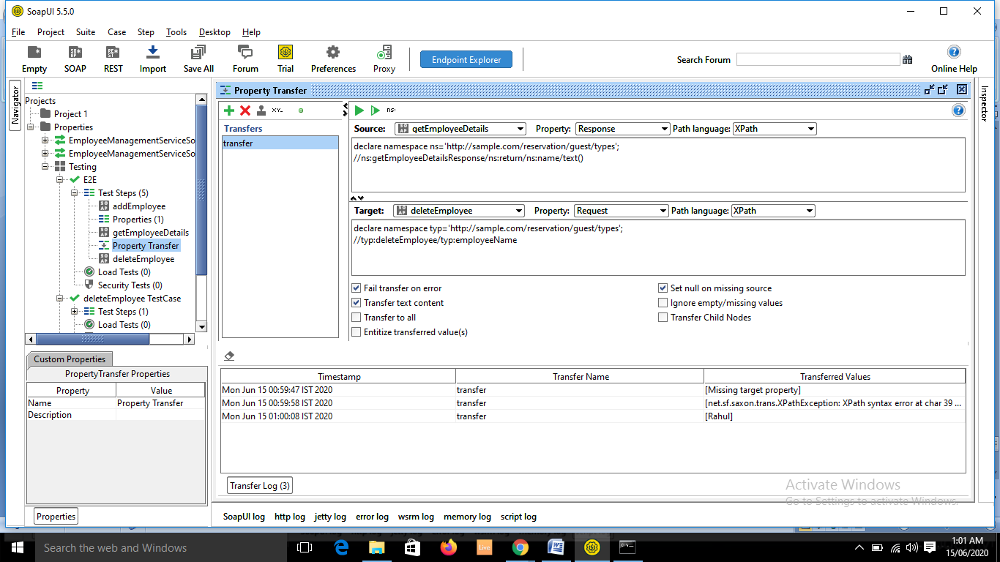 SoapUI 5.5.0
File Project Suite Case Step Tools Desktop Help
Empty SOAP REST Import Save All Forum Trial Preferences Proxy Endpoint Explorer Search Forum Online Help
Navigator
Inspector
Projects
Project 1
Properties
EmployeeManagementServiceSo
EmployeeManagementServiceSo
Testing
E2E
Test Steps (5)
addEmployee
Properties (1)
getEmployeeDetails
Property Transfer
deleteEmployee
Load Tests (0)
Security Tests (0)
deleteEmployee TestCase
Test Steps (1)
Load Tests (0)
Custom Properties
PropertyTransfer Properties
Property Value
Name Property Transfer
Description
Properties
Property Transfer
ns:
Transfers
transfer
Source: getEmployeeDetails Property: Response Path language: XPath
declare namespace ns='http://sample.com/reservation/guest/types';
//ns:getEmployeeDetailsResponse/ns:return/ns:name/text()
Target: deleteEmployee Property: Request Path language: XPath
declare namespace typ='http://sample.com/reservation/guest/types';
//typ:deleteEmployee/typ:employeeName
Fail transfer on error Set null on missing source
Transfer text content Ignore empty/missing values
Transfer to all Transfer Child Nodes
Entitize transferred value(s)
Timestamp Transfer Name Transferred Values
Mon Jun 15 00:59:47 IST 2020 transfer [Missing target property]
Mon Jun 15 00:59:58 IST 2020 transfer [net.sf.saxon.trans.XPathException: XPath syntax error at char 39 ...
Mon Jun 15 01:00:08 IST 2020 transfer [Rahul]
Transfer Log (3)
Activate Windows
Go to Settings to activate Windows.
SoapUI log http log jetty log error log wsrm log memory log script log
Search the web and Windows
Live
1:01 AM
15/06/2020